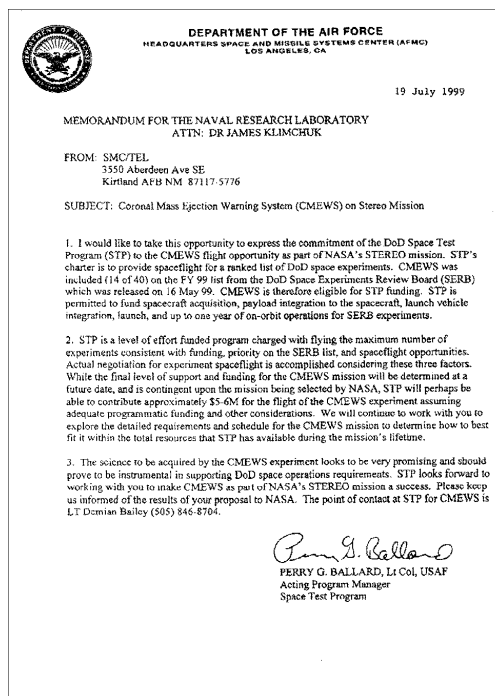 DEPARTMENT OF THE AIR FORCE
HEADQUARTERS SPACE AND MISSILE SYSTEMS CENTER (AFMC)
LOS ANGELES, CA
19 July 1999
MEMORANDUM FOR THE NAVAL RESEARCH LABORATORY
ATTN: DR JAMES KLIMCHUK
FROM: SMC/TEL
3550 Aberdeen Ave SE
Kirtland AFB NM 87117-5776
SUBJECT: Coronal Mass Ejection Warning System (CMEWS) on Stereo Mission
1. I would like to take this opportunity to express the commitment of the DoD Space Test
Program (STP) to the CMEWS flight opportunity as part of NASA's STEREO mission. STP's
charter is to provide spaceflight for a ranked list of DoD space experiments. CMEWS was
included (14 of 40) on the FY 99 list from the DoD Space Experiments Review Board (SERB)
which was released on 16 May 99. CMEWS is therefore eligible for STP funding. STP is
permitted to fund spacecraft acquisition, payload integration to the spacecraft, launch vehicle
integration, launch, and up to one year of on-orbit operations for SERB experiments.
2. STP is a level of effort funded program charged with flying the maximum number of
experiments consistent with funding, priority on the SERB list, and spaceflight opportunities.
Actual negotiation for experiment spaceflight is accomplished considering these three factors.
While the final level of support and funding for the CMEWS mission will be determined at a
future date, and is contingent upon the mission being selected by NASA, STP will perhaps be
able to contribute approximately $5-6M for the flight of the CMEWS experiment assuming
adequate programmatic funding and other considerations. We will continue to work with you to
explore the detailed requirements and schedule for the CMEWS mission to determine how to best
fit it within the total resources that STP has available during the mission's lifetime.
3. The science to be acquired by the CMEWS experiment looks to be very promising and should
prove to be instrumental in supporting DoD space operations requirements. STP looks forward to
working with you to make CMEWS as part of NASA's STEREO mission a success. Please keep
us informed of the results of your proposal to NASA. The point of contact at STP for CMEWS is
LT Demian Bailey (505) 846-8704.
Perry G. Ballard
PERRY G. BALLARD, Lt Col, USAF
Acting Program Manager
Space Test Program